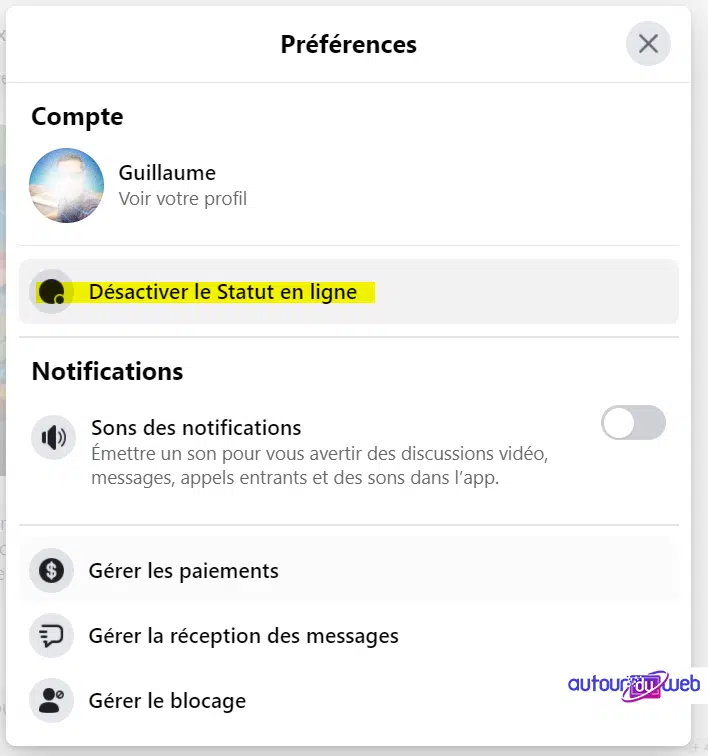 Préférences
Compte
Guillaume
Voir votre profil
Désactiver le Statut en ligne
Notifications
Sons des notifications
Émettre un son pour vous avertir des discussions vidéo,
messages, appels entrants et des sons dans l’app.
Gérer les paiements
Gérer la réception des messages
autour du web
Gérer le blocage